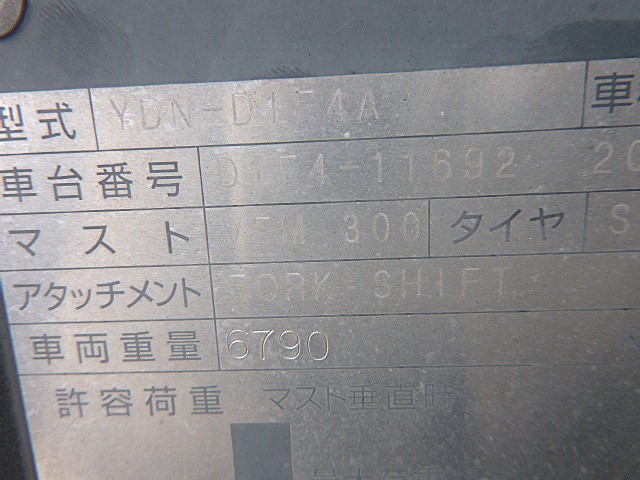 型式 YDN-D1F4A 車
車台番号 D1F4-11692 20
マスト VFM 300 タイヤ S
アタッチメント FORK SHIFT
車両重量 6790
許容荷重 マスト垂直時